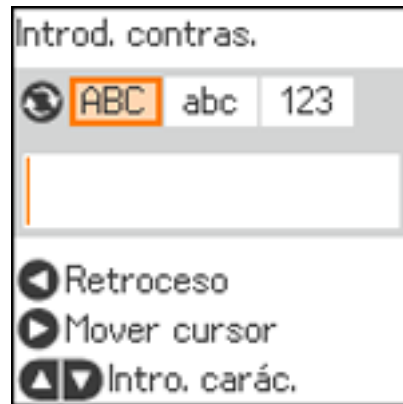 Introd. contras.
ABC abc 123
Retroceso
Mover cursor
Intro. carác.